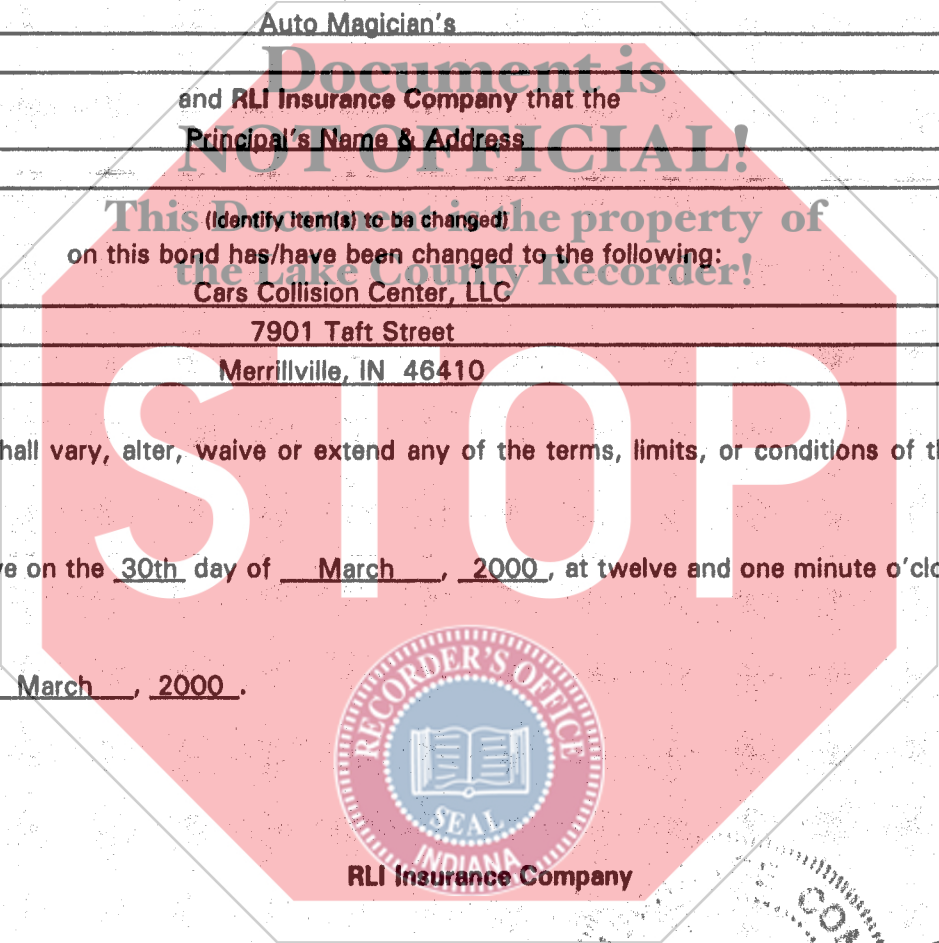 Auto Magician's
Document is
and RLI Insurance Company that the
NOT OFFICIAL!
Principal's Name & Address
This Document is the property of
(Identify item(s) to be changed)
on this bond has/have been changed to the following:
the Lake County Recorder!
Cars Collision Center, LLC
7901 Taft Street
Merrillville, IN 46410
STOP
hall vary, alter, waive or extend any of the terms, limits, or conditions of th
ve on the 30th day of March, 2000, at twelve and one minute o'clo
March, 2000.
RECORDER'S OFFICE
SEAL
INDIANA
RLI Insurance Company